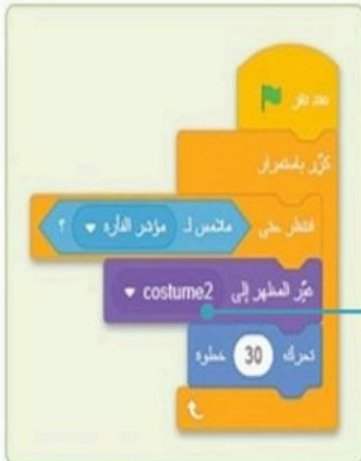 عند نقر
كرّر باستمرار
انتظر حتى ملامس لـ مؤشر الفأرة ؟
غيّر المظهر إلى costume2
تحرك 30 خطوة